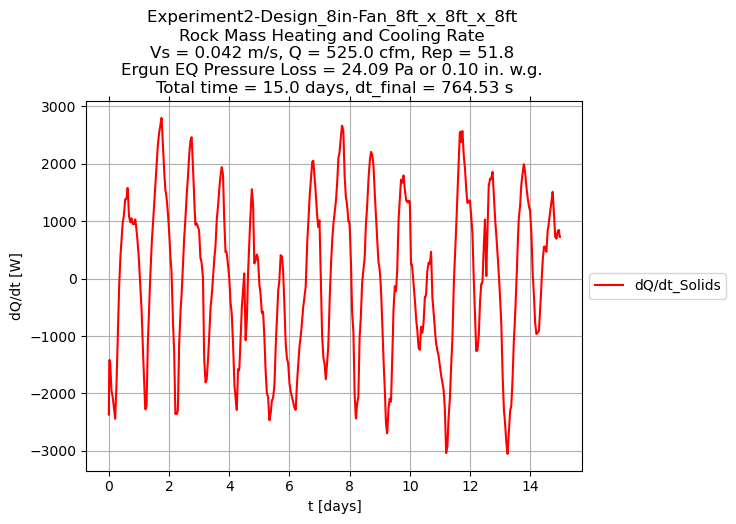 Experiment2-Design_8in-Fan_8ft_x_8ft_x_8ft
Rock Mass Heating and Cooling Rate
Vs = 0.042 m/s, Q = 525.0 cfm, Rep = 51.8
Ergun EQ Pressure Loss = 24.09 Pa or 0.10 in. w.g.
Total time = 15.0 days, dt_final = 764.53 s
3000
2000
1000
0
−1000
−2000
−3000
dQ/dt [W]
0 2 4 6 8 10 12 14
t [days]
dQ/dt_Solids